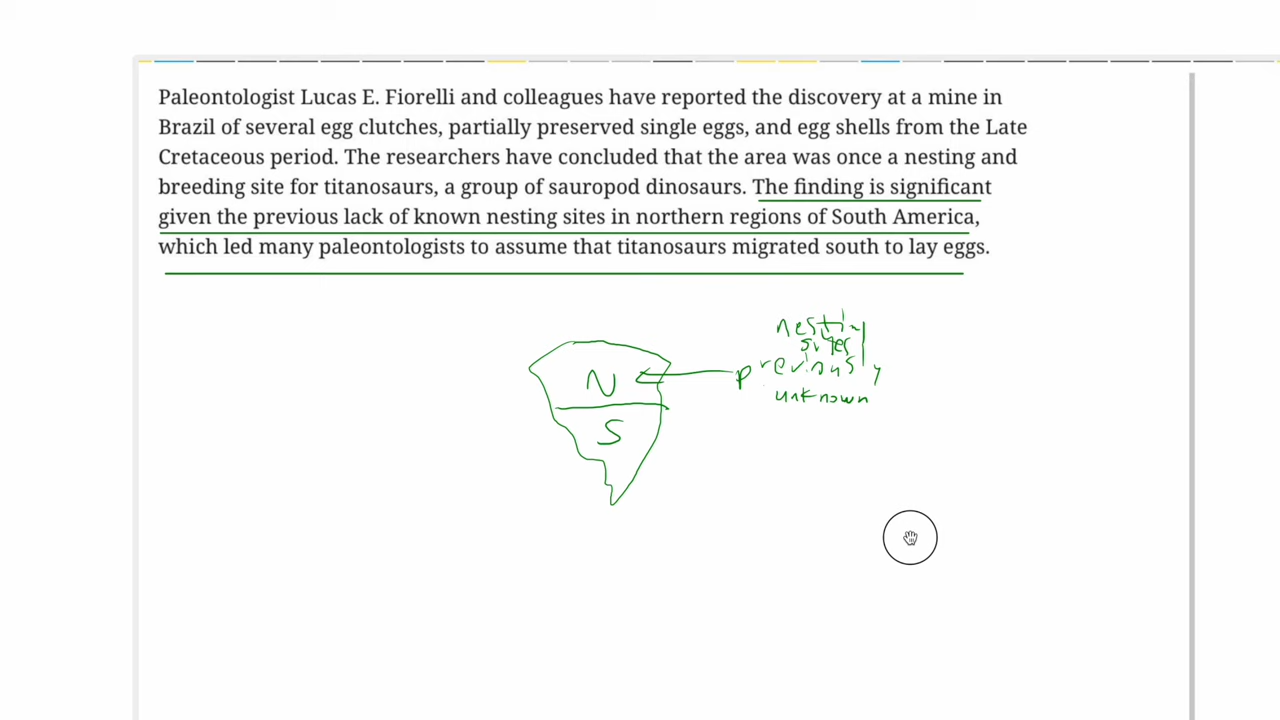 Paleontologist Lucas E. Fiorelli and colleagues have reported the discovery at a mine in
Brazil of several egg clutches, partially preserved single eggs, and egg shells from the Late
Cretaceous period. The researchers have concluded that the area was once a nesting and
breeding site for titanosaurs, a group of sauropod dinosaurs. The finding is significant
given the previous lack of known nesting sites in northern regions of South America,
which led many paleontologists to assume that titanosaurs migrated south to lay eggs.
nesting
sites
previously
unknown
N
S